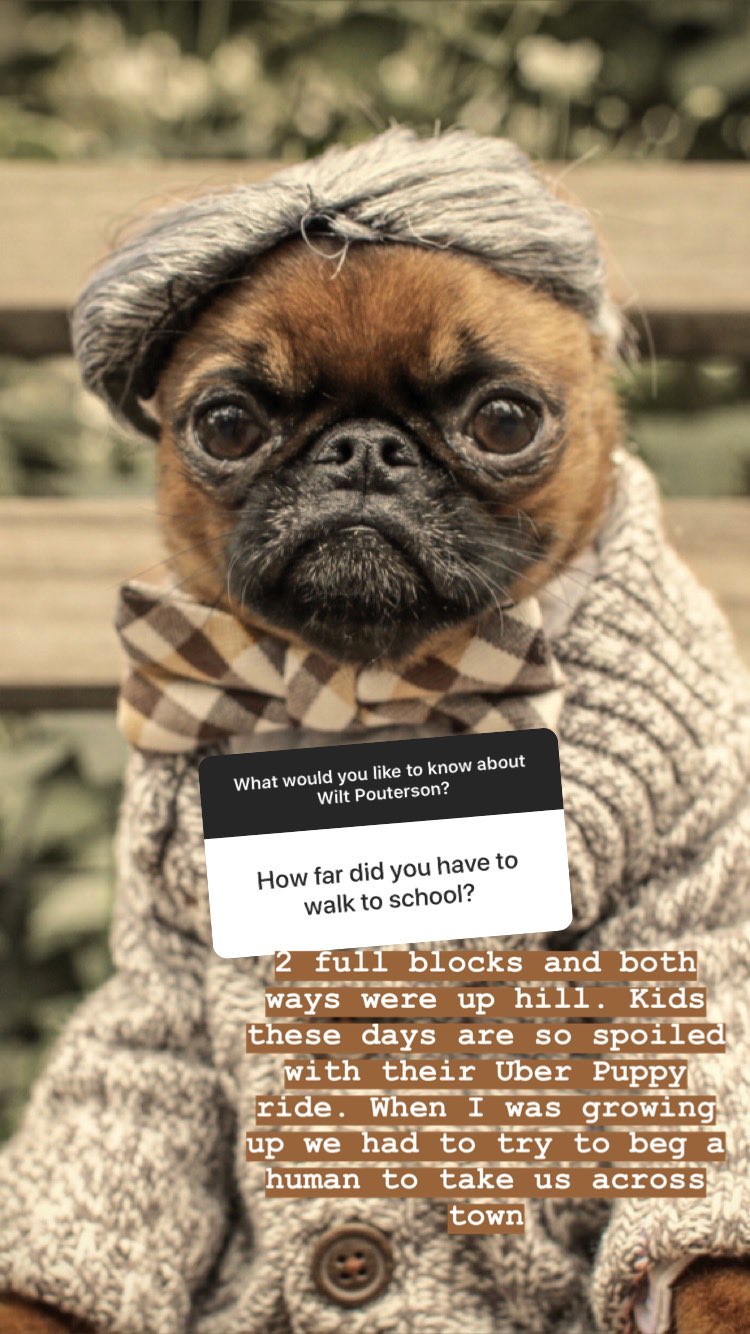 What would you like to know about
Wilt Pouterson?
How far did you have to
walk to school?
2 full blocks and both
ways were up hill. Kids
these days are so spoiled
with their Uber Puppy
ride. When I was growing
up we had to try to beg a
human to take us across
town